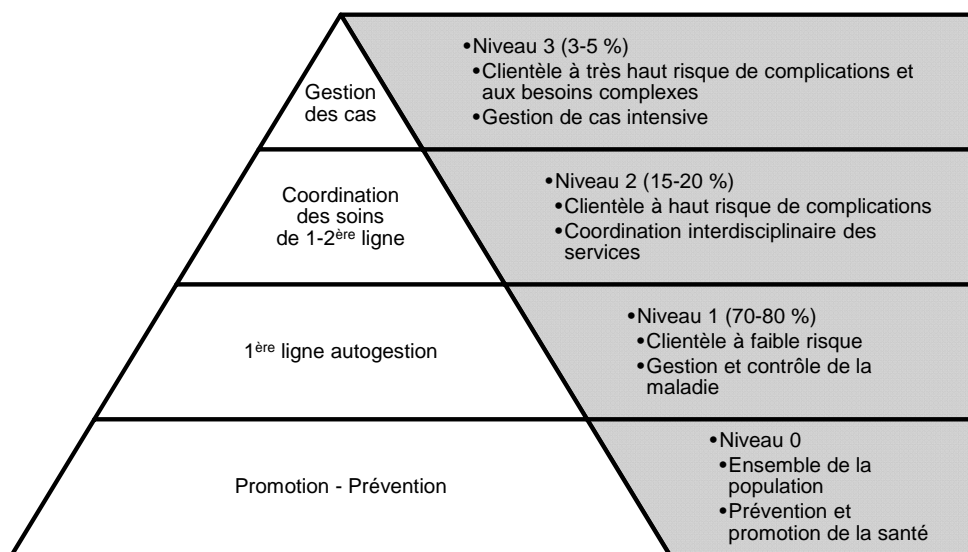 Gestion
des cas
•Niveau 3 (3-5 %)
•Clientèle à très haut risque de complications et
aux besoins complexes
•Gestion de cas intensive
Coordination
des soins
de 1-2ère ligne
•Niveau 2 (15-20 %)
•Clientèle à haut risque de complications
•Coordination interdisciplinaire des
services
1ère ligne autogestion
•Niveau 1 (70-80 %)
•Clientèle à faible risque
•Gestion et contrôle de la
maladie
Promotion - Prévention
•Niveau 0
•Ensemble de la
population
•Prévention et
promotion de la santé